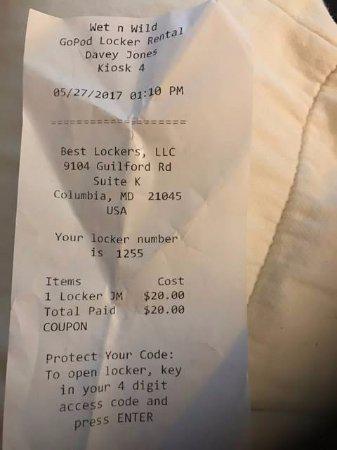 Wet n Wild
GoPod Locker Rental
Davey Jones
Kiosk 4
05/27/2017 01:10 PM
===================
Best Lockers, LLC
9104 Guilford Rd
Suite K
Columbia, MD 21045
USA
Your locker number
is 1255
Items Cost
1 Locker JM $20.00
Total Paid $20.00
COUPON
Protect Your Code:
To open locker, key
in your 4 digit
access code and
press ENTER